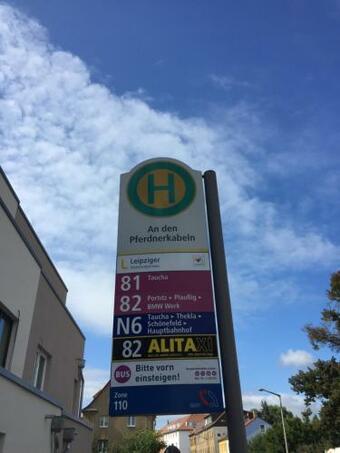 H
An den
Pferdnerkabeln
L Leipziger
81 Taucha
82 Portitz • Plaußig •
BMW Werk
N6 Taucha • Thekla •
Schönefeld •
Hauptbahnhof
82 ALITAXI
BUS Bitte vorn
einsteigen!
Zone
110